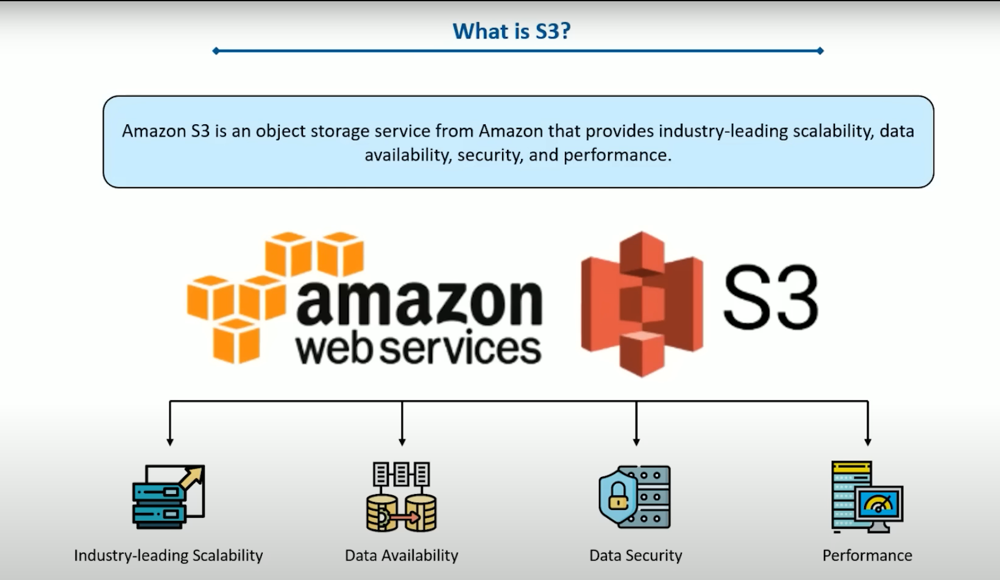 What is S3?
Amazon S3 is an object storage service from Amazon that provides industry-leading scalability, data
availability, security, and performance.
amazon
web services
S3
Industry-leading Scalability
Data Availability
Data Security
Performance